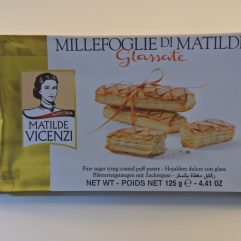 MILLEFOGLIE DI MATILDE
Glassate
MATILDE
VICENZI
Fine sugar icing coated puff pastry - Hojaldres dulces con glasa
Blätterteigstangen mit Zuckerguss -
NET WT - POIDS NET 125 g - 4.41 OZ